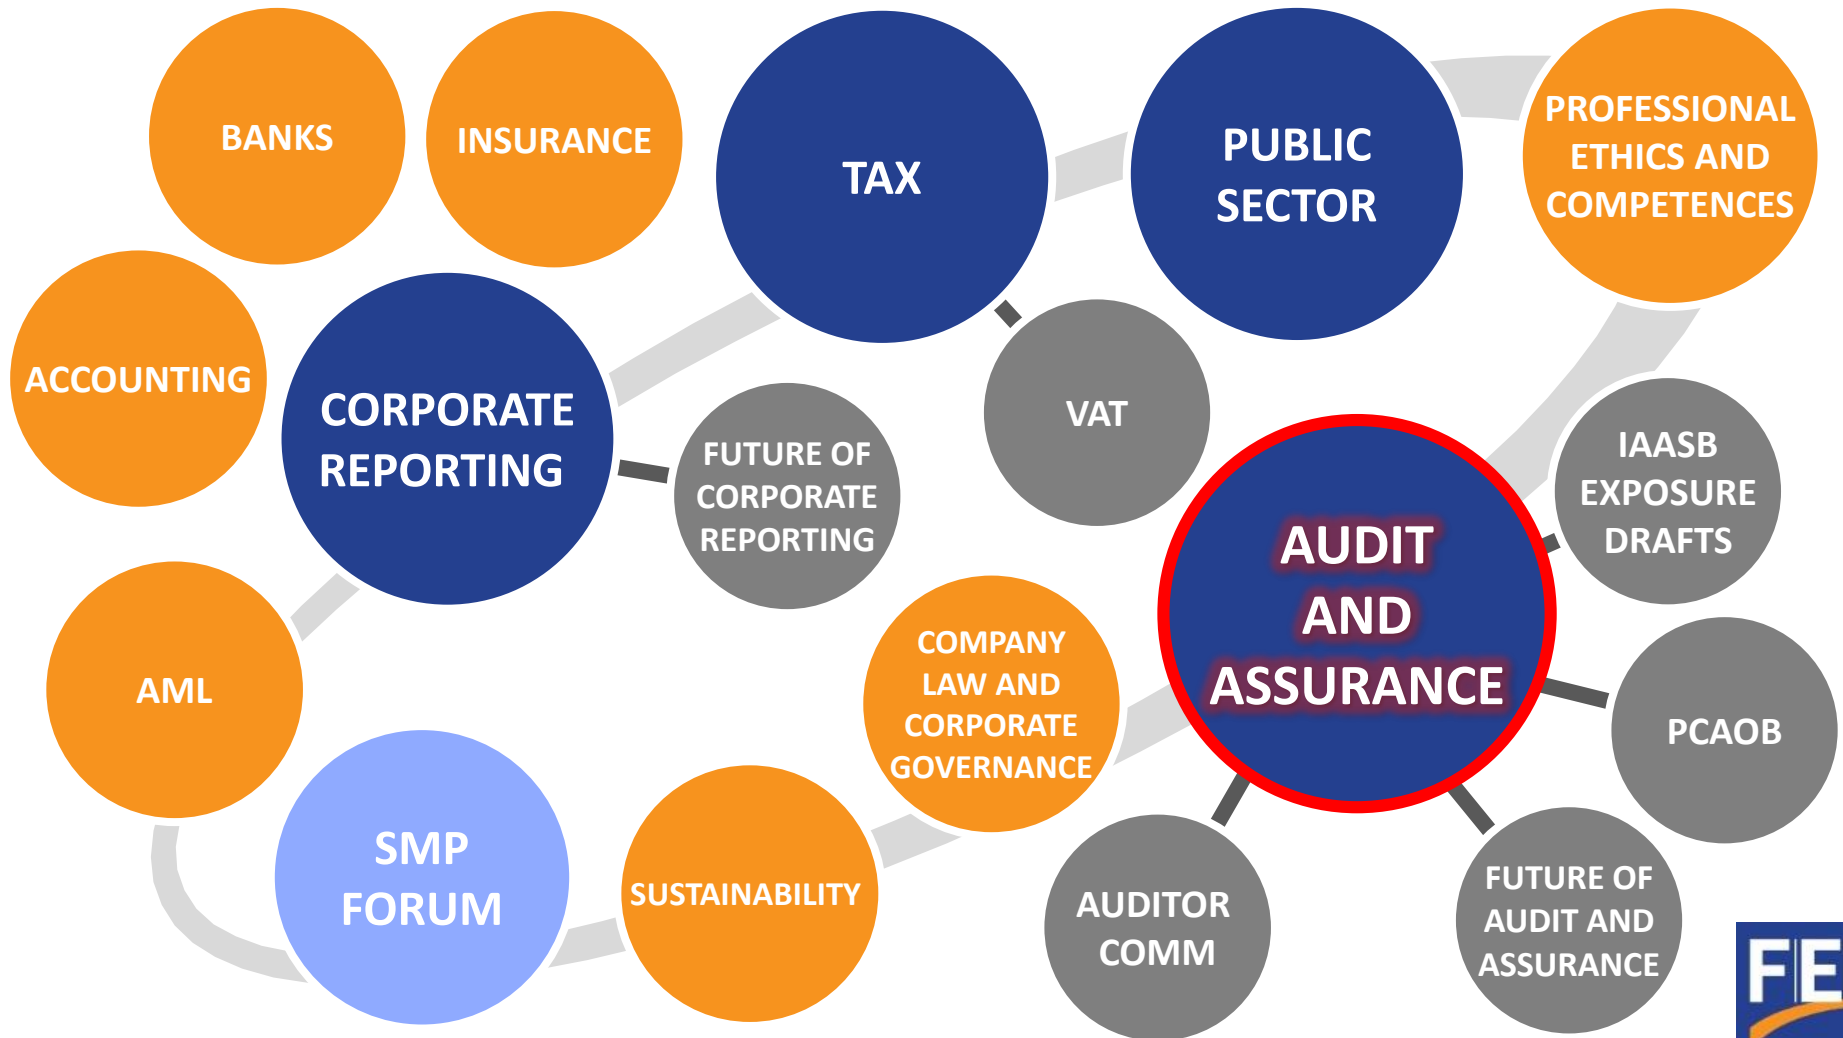 BANKS
INSURANCE
TAX
PUBLIC
SECTOR
PROFESSIONAL
ETHICS AND
COMPETENCES
ACCOUNTING
CORPORATE
REPORTING
FUTURE OF
CORPORATE
REPORTING
VAT
IAASB
EXPOSURE
DRAFTS
AUDIT
AND
ASSURANCE
AML
COMPANY
LAW AND
CORPORATE
GOVERNANCE
PCAOB
SMP
FORUM
SUSTAINABILITY
AUDITOR
COMM
FUTURE OF
AUDIT AND
ASSURANCE
FE